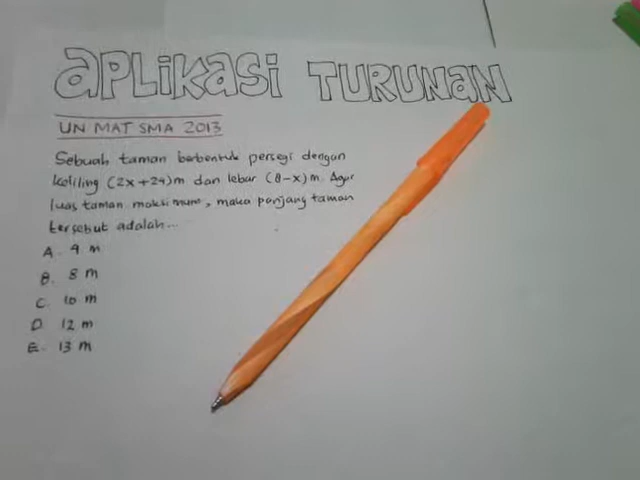 APLIKASI TURUNAN
UN MAT SMA 2013
Sebuah taman berbentuk persegi dengan
keliling (2x+24)m dan lebar (8-x)m. Agar
luas taman maksimum, maka panjang taman
tersebut adalah...
A. 4 m
B. 8 m
C. 10 m
D. 12 m
E. 13 m